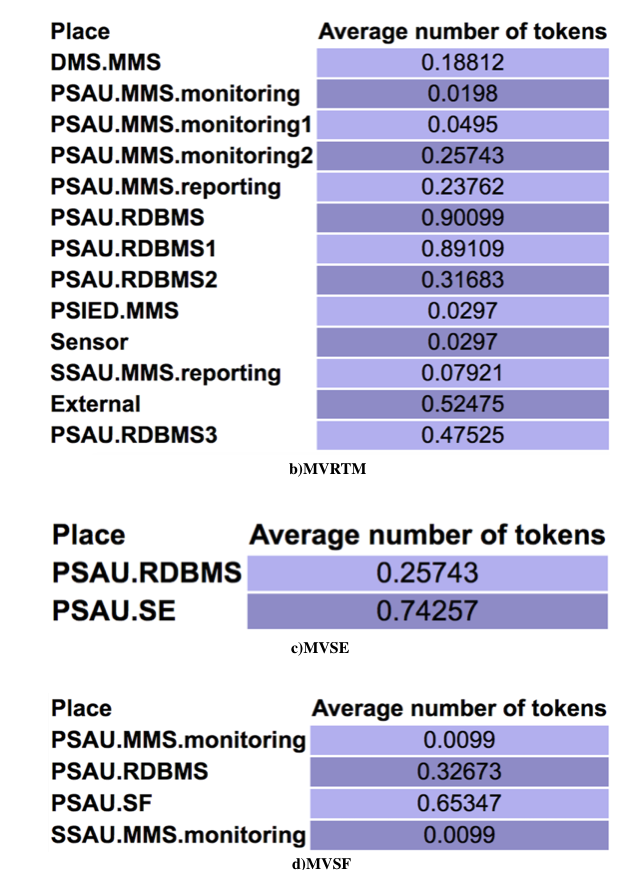 Place Average number of tokens
DMS.MMS 0.18812
PSAU.MMS.monitoring 0.0198
PSAU.MMS.monitoring1 0.0495
PSAU.MMS.monitoring2 0.25743
PSAU.MMS.reporting 0.23762
PSAU.RDBMS 0.90099
PSAU.RDBMS1 0.89109
PSAU.RDBMS2 0.31683
PSIED.MMS 0.0297
Sensor 0.0297
SSAU.MMS.reporting 0.07921
External 0.52475
PSAU.RDBMS3 0.47525
b)MVRTM
Place Average number of tokens
PSAU.RDBMS 0.25743
PSAU.SE 0.74257
c)MVSE
Place Average number of tokens
PSAU.MMS.monitoring 0.0099
PSAU.RDBMS 0.32673
PSAU.SF 0.65347
SSAU.MMS.monitoring 0.0099
d)MVSF